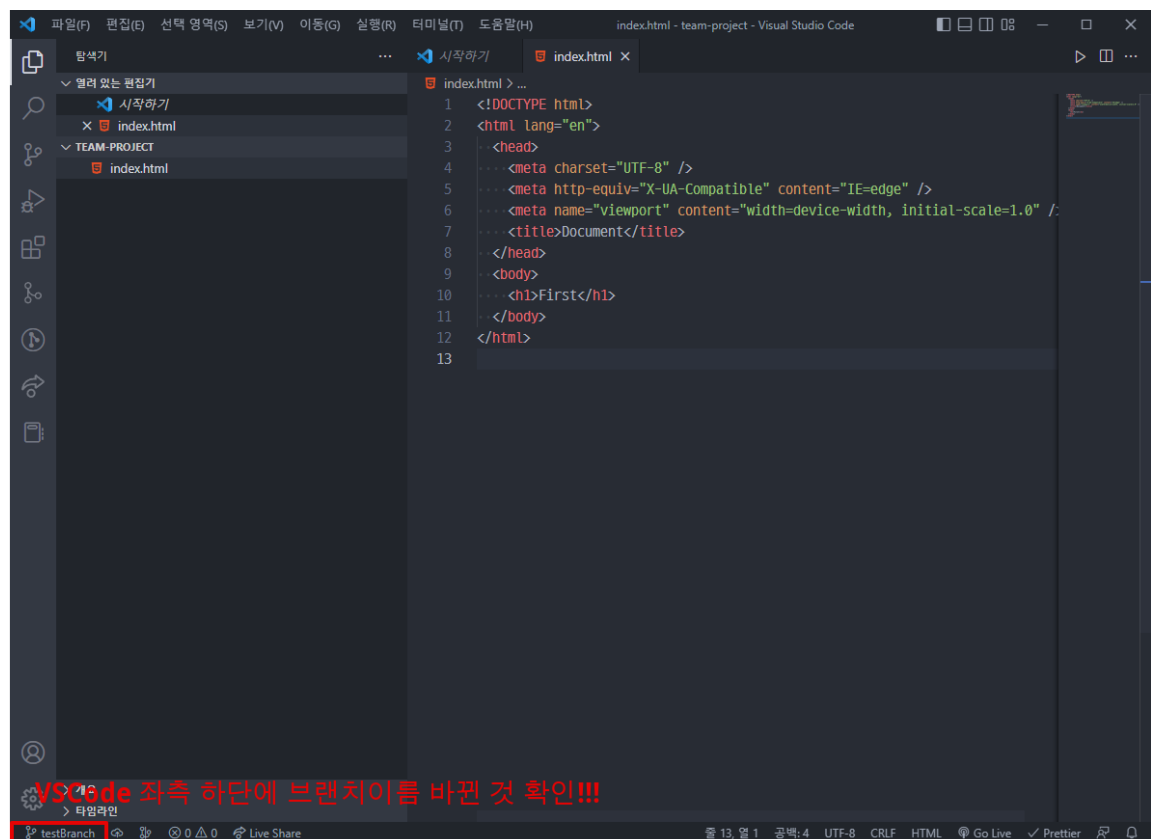 파일(F) 편집(E) 선택 영역(S) 보기(V) 이동(G) 실행(R) 터미널(T) 도움말(H) index.html - team-project - Visual Studio Code
탐색기 ···
시작하기 index.html
열려 있는 편집기
시작하기
index.html
TEAM-PROJECT
index.html
index.html > ...
1 <!DOCTYPE html>
2 <html lang="en">
3 ··<head>
4 ····<meta charset="UTF-8" />
5 ····<meta http-equiv="X-UA-Compatible" content="IE=edge" />
6 ····<meta name="viewport" content="width=device-width, initial-scale=1.0" /
7 ····<title>Document</title>
8 ··</head>
9 ··<body>
10 ····<h1>First</h1>
11 ··</body>
12 </html>
13
개요
VSCode 좌측 하단에 브랜치이름 바뀐 것 확인!!!
타임라인
testBranch 0 0 Live Share 줄 13, 열 1 공백: 4 UTF-8 CRLF HTML Go Live Prettier